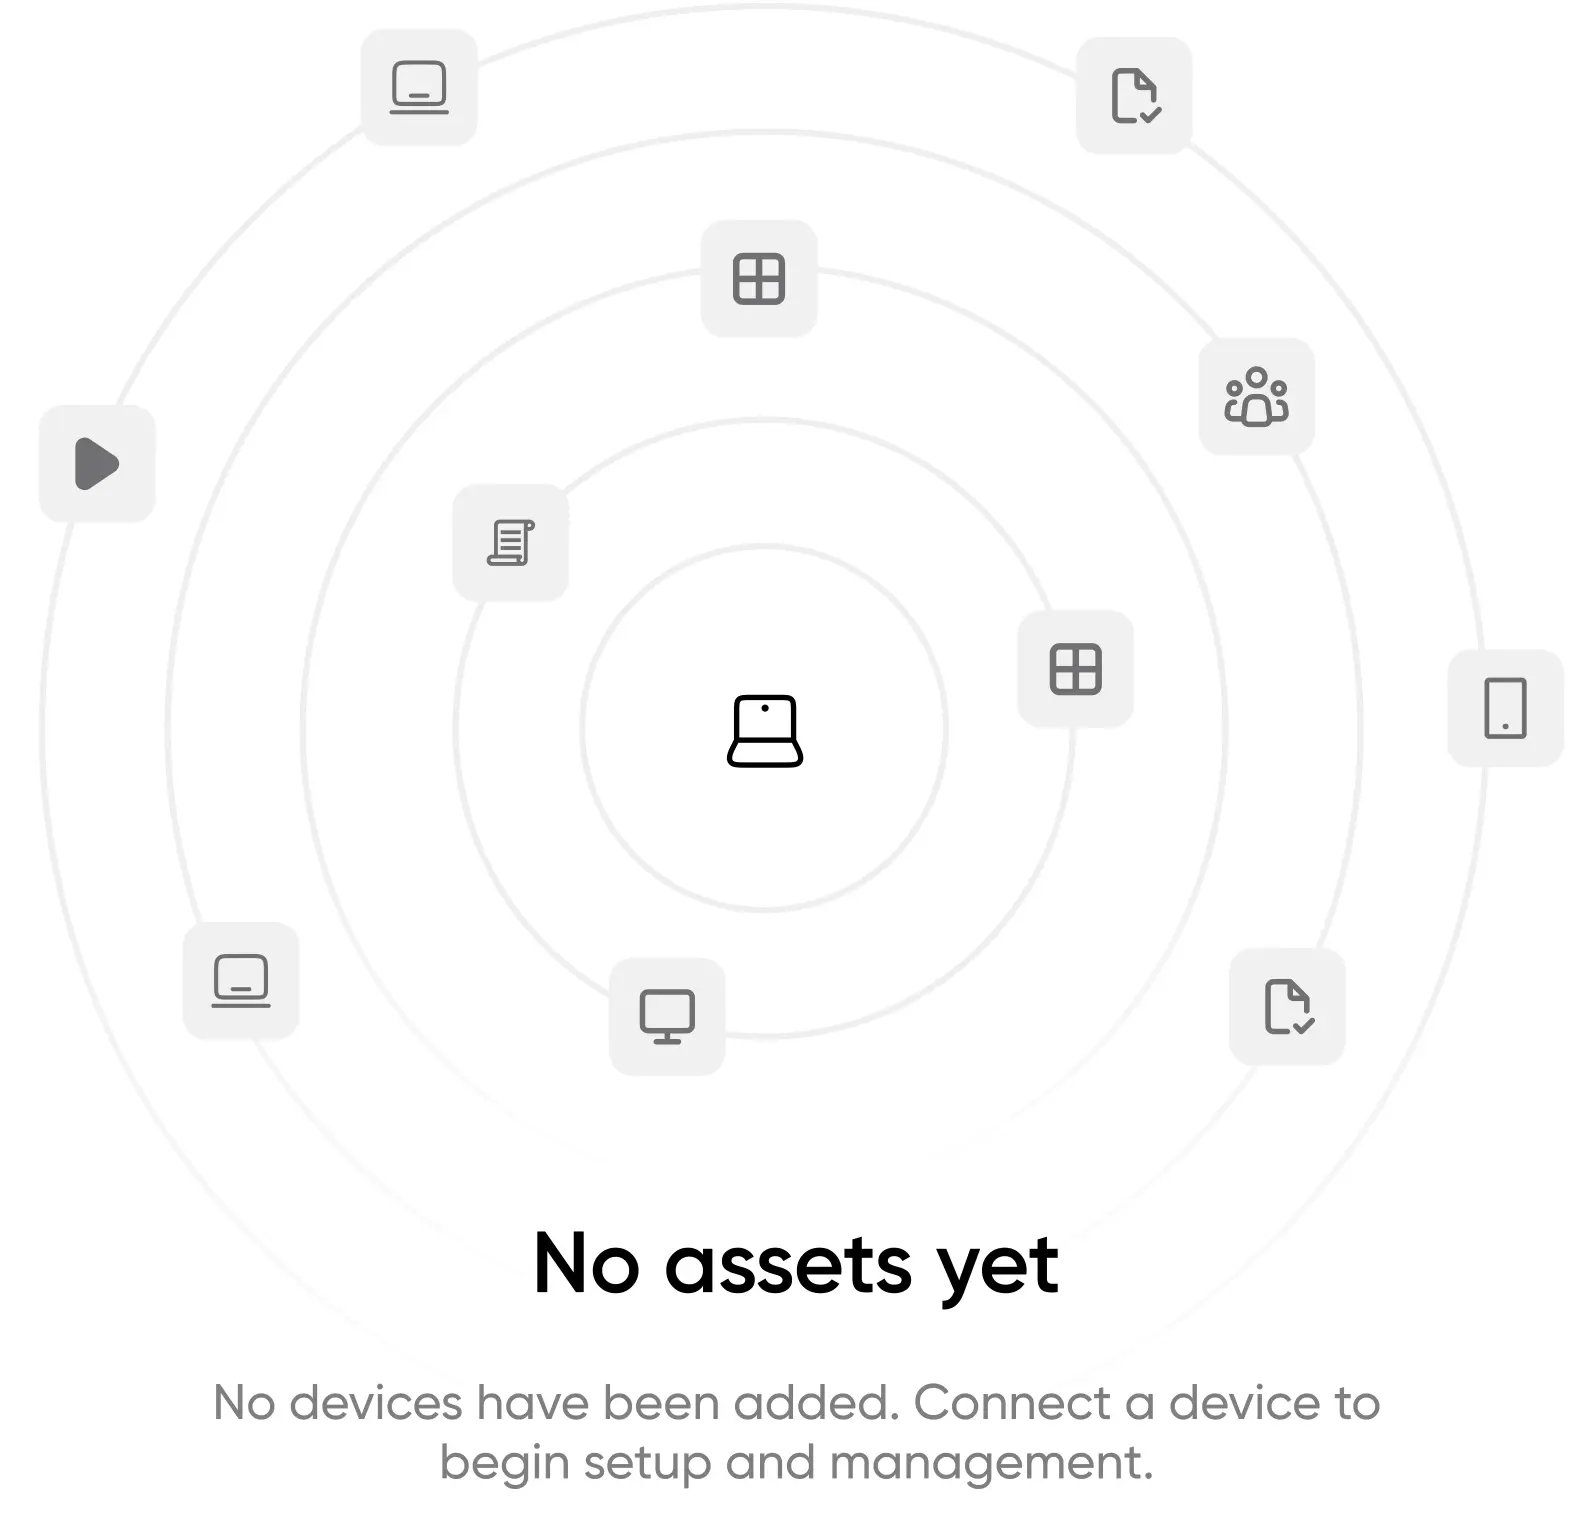 No assets yet
No devices have been added. Connect a device to
begin setup and management.